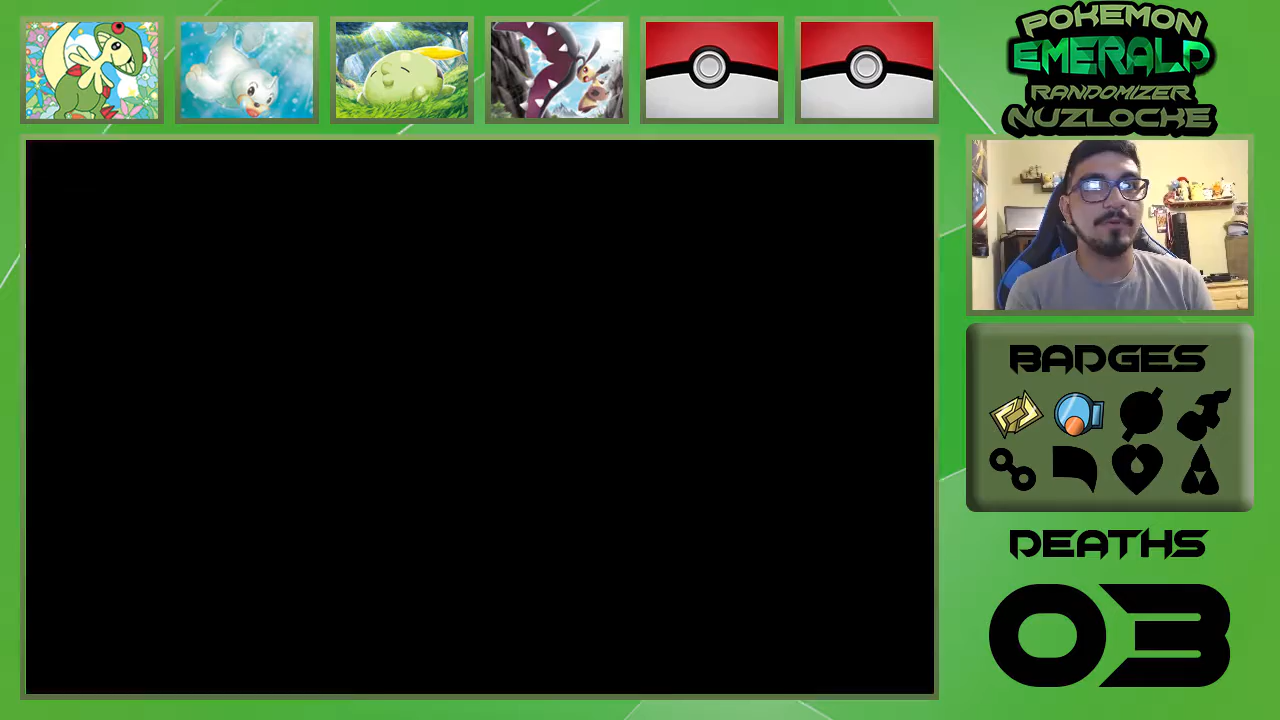 POKEMON
EMERALD
RANDOMIZER
NUZLOCKE
BADGES
DEATHS
03